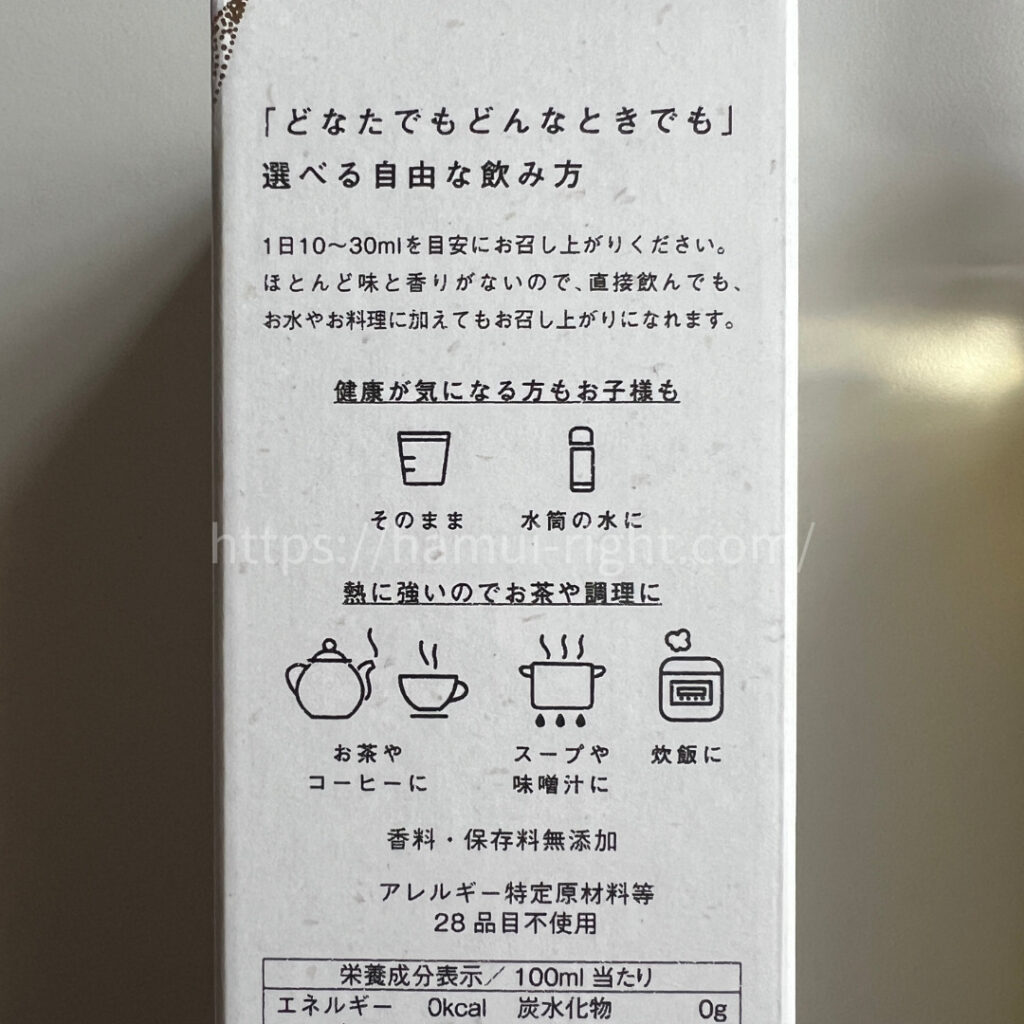 「どなたでもどんなときでも」
選べる自由な飲み方
1日10〜30mlを目安にお召し上がりください。
ほとんど味と香りがないので、直接飲んでも、
お水やお料理に加えてもお召し上がりになれます。
健康が気になる方もお子様も
そのまま
水筒の水に
https://hamui-right.com/
熱に強いのでお茶や調理に
お茶や
コーヒーに
スープや
味噌汁に
炊飯に
香料・保存料無添加
アレルギー特定原材料等
28品目不使用
栄養成分表示／100ml当たり
エネルギー 0kcal 炭水化物 0g